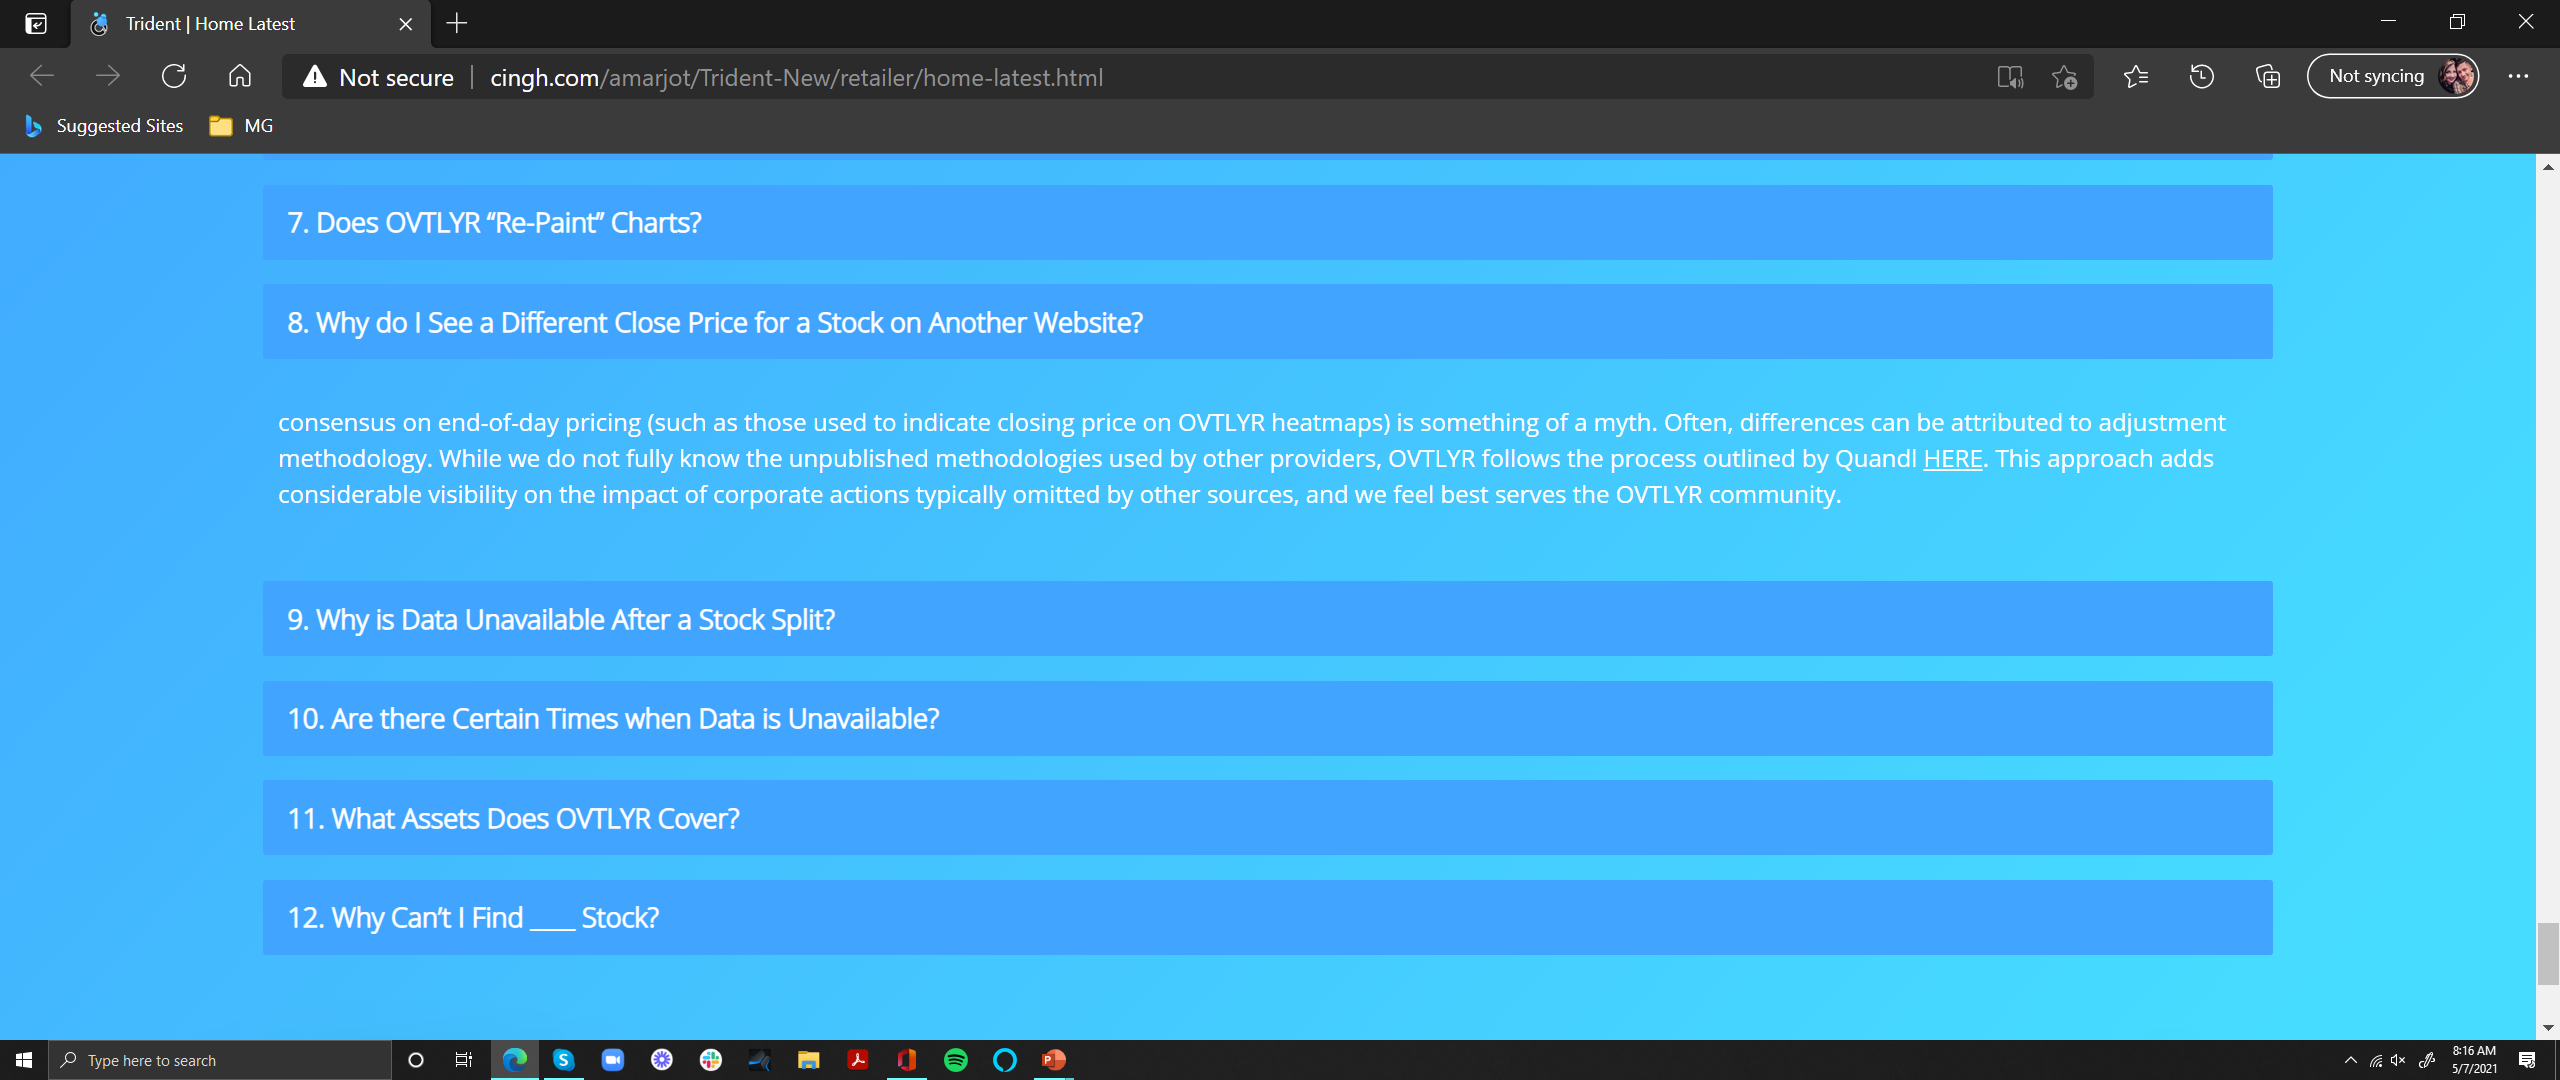 Trident | Home Latest
Not secure
cingh.com/amarjot/Trident-New/retailer/home-latest.html
Not syncing
Suggested Sites
MG
7. Does OVTLYR “Re-Paint” Charts?
8. Why do I See a Different Close Price for a Stock on Another Website?
consensus on end-of-day pricing (such as those used to indicate closing price on OVTLYR heatmaps) is something of a myth. Often, differences can be attributed to adjustment
methodology. While we do not fully know the unpublished methodologies used by other providers, OVTLYR follows the process outlined by Quandl HERE. This approach adds
considerable visibility on the impact of corporate actions typically omitted by other sources, and we feel best serves the OVTLYR community.
9. Why is Data Unavailable After a Stock Split?
10. Are there Certain Times when Data is Unavailable?
11. What Assets Does OVTLYR Cover?
12. Why Can’t I Find ____ Stock?
Type here to search
8:16 AM
5/7/2021